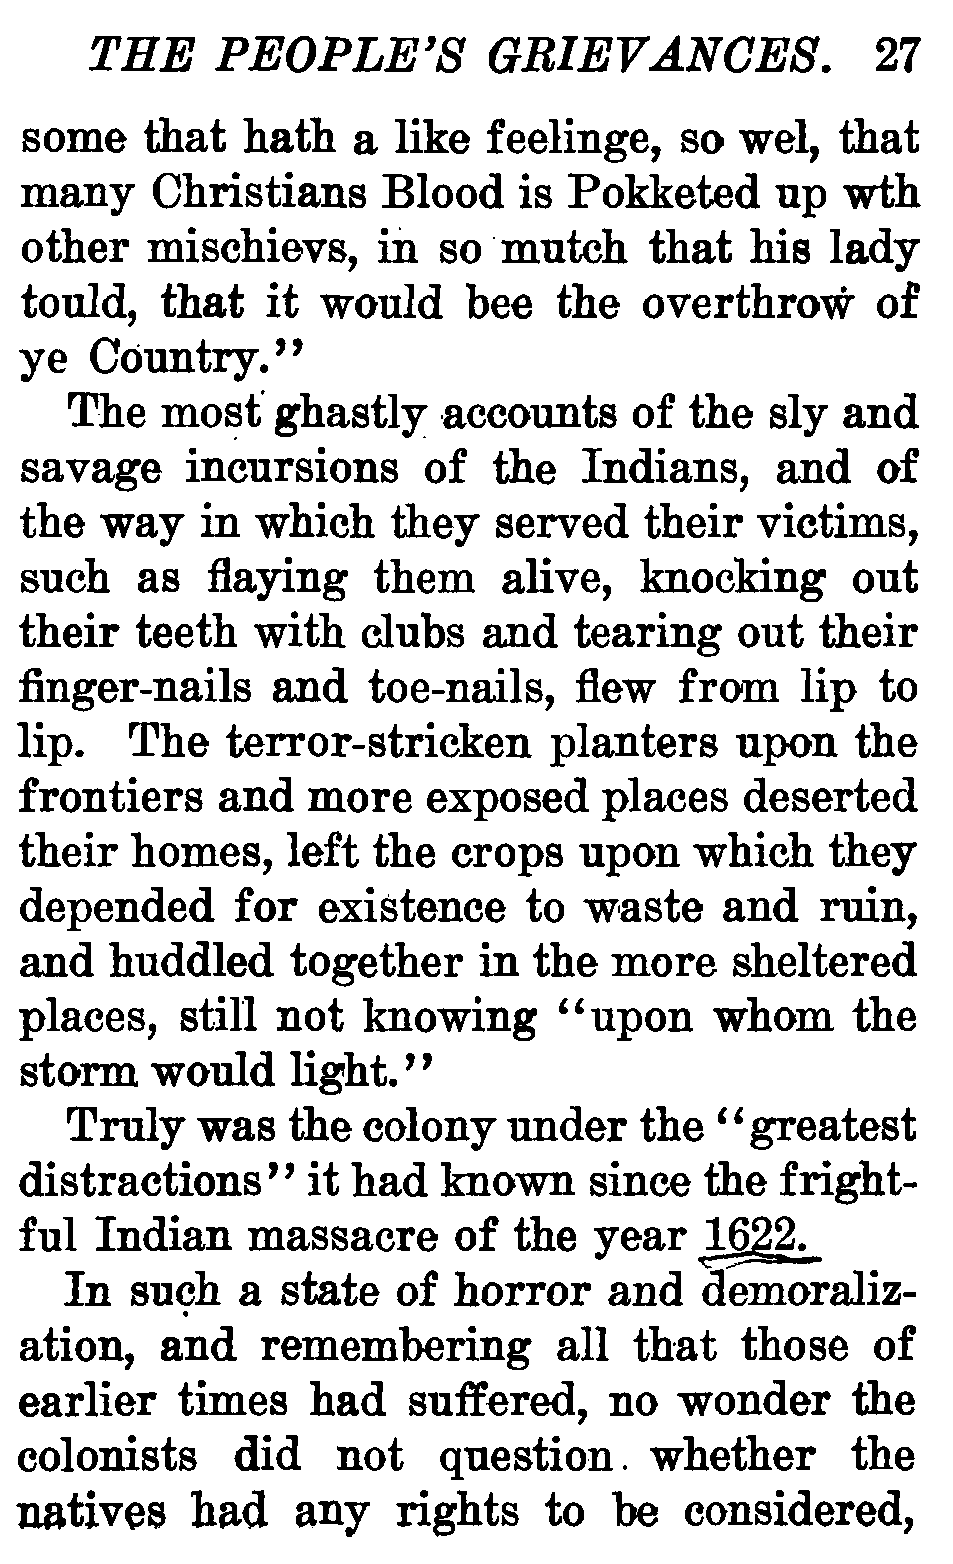 THE PEOPLE'S GRIEVANCES. 27
some that hath a like feelinge, so wel, that
many Christians Blood is Pokketed up wth
other mischievs, in so mutch that his lady
tould, that it would bee the overthrow of
ye Country."
The most ghastly accounts of the sly and
savage incursions of the Indians, and of
the way in which they served their victims,
such as flaying them alive, knocking out
their teeth with clubs and tearing out their
finger-nails and toe-nails, flew from lip to
lip. The terror-stricken planters upon the
frontiers and more exposed places deserted
their homes, left the crops upon which they
depended for existence to waste and ruin,
and huddled together in the more sheltered
places, still not knowing "upon whom the
storm would light."
Truly was the colony under the "greatest
distractions" it had known since the fright-
ful Indian massacre of the year 1622.
In such a state of horror and demoraliz-
ation, and remembering all that those of
earlier times had suffered, no wonder the
colonists did not question whether the
natives had any rights to be considered,